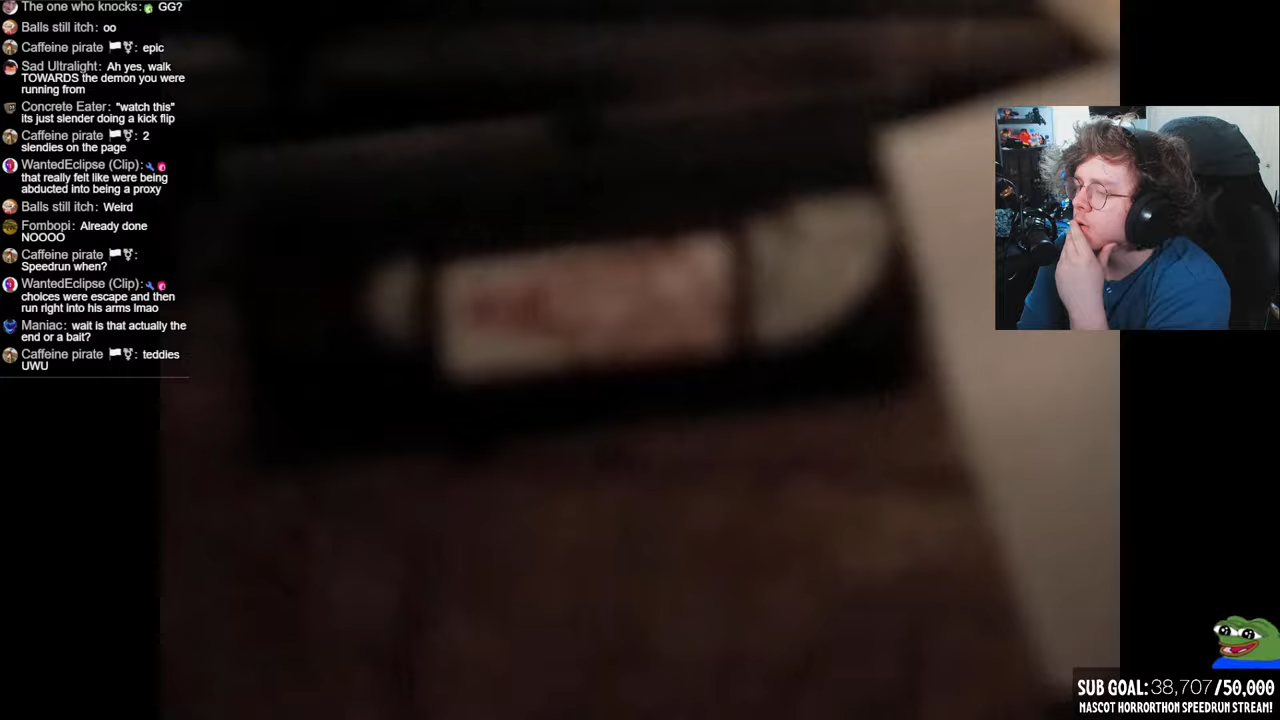 The one who knocks: GG?
Balls still itch: oo
Caffeine pirate: epic
Sad Ultralight: Ah yes, walk
TOWARDS the demon you were
running from
Concrete Eater: "watch this"
its just slender doing a kick flip
Caffeine pirate: 2
slendies on the page
WantedEclipse (Clip):
that really felt like were being
abducted into being a proxy
Balls still itch: Weird
Fombopi: Already done
NOOOO
Caffeine pirate:
Speedrun when?
WantedEclipse (Clip):
choices were escape and then
run right into his arms lmao
Maniac: wait is that actually the
end or a bait?
Caffeine pirate: teddies
UWU
SUB GOAL: 38,707/50,000
MASCOT HORRORTHON SPEEDRUN STREAM!